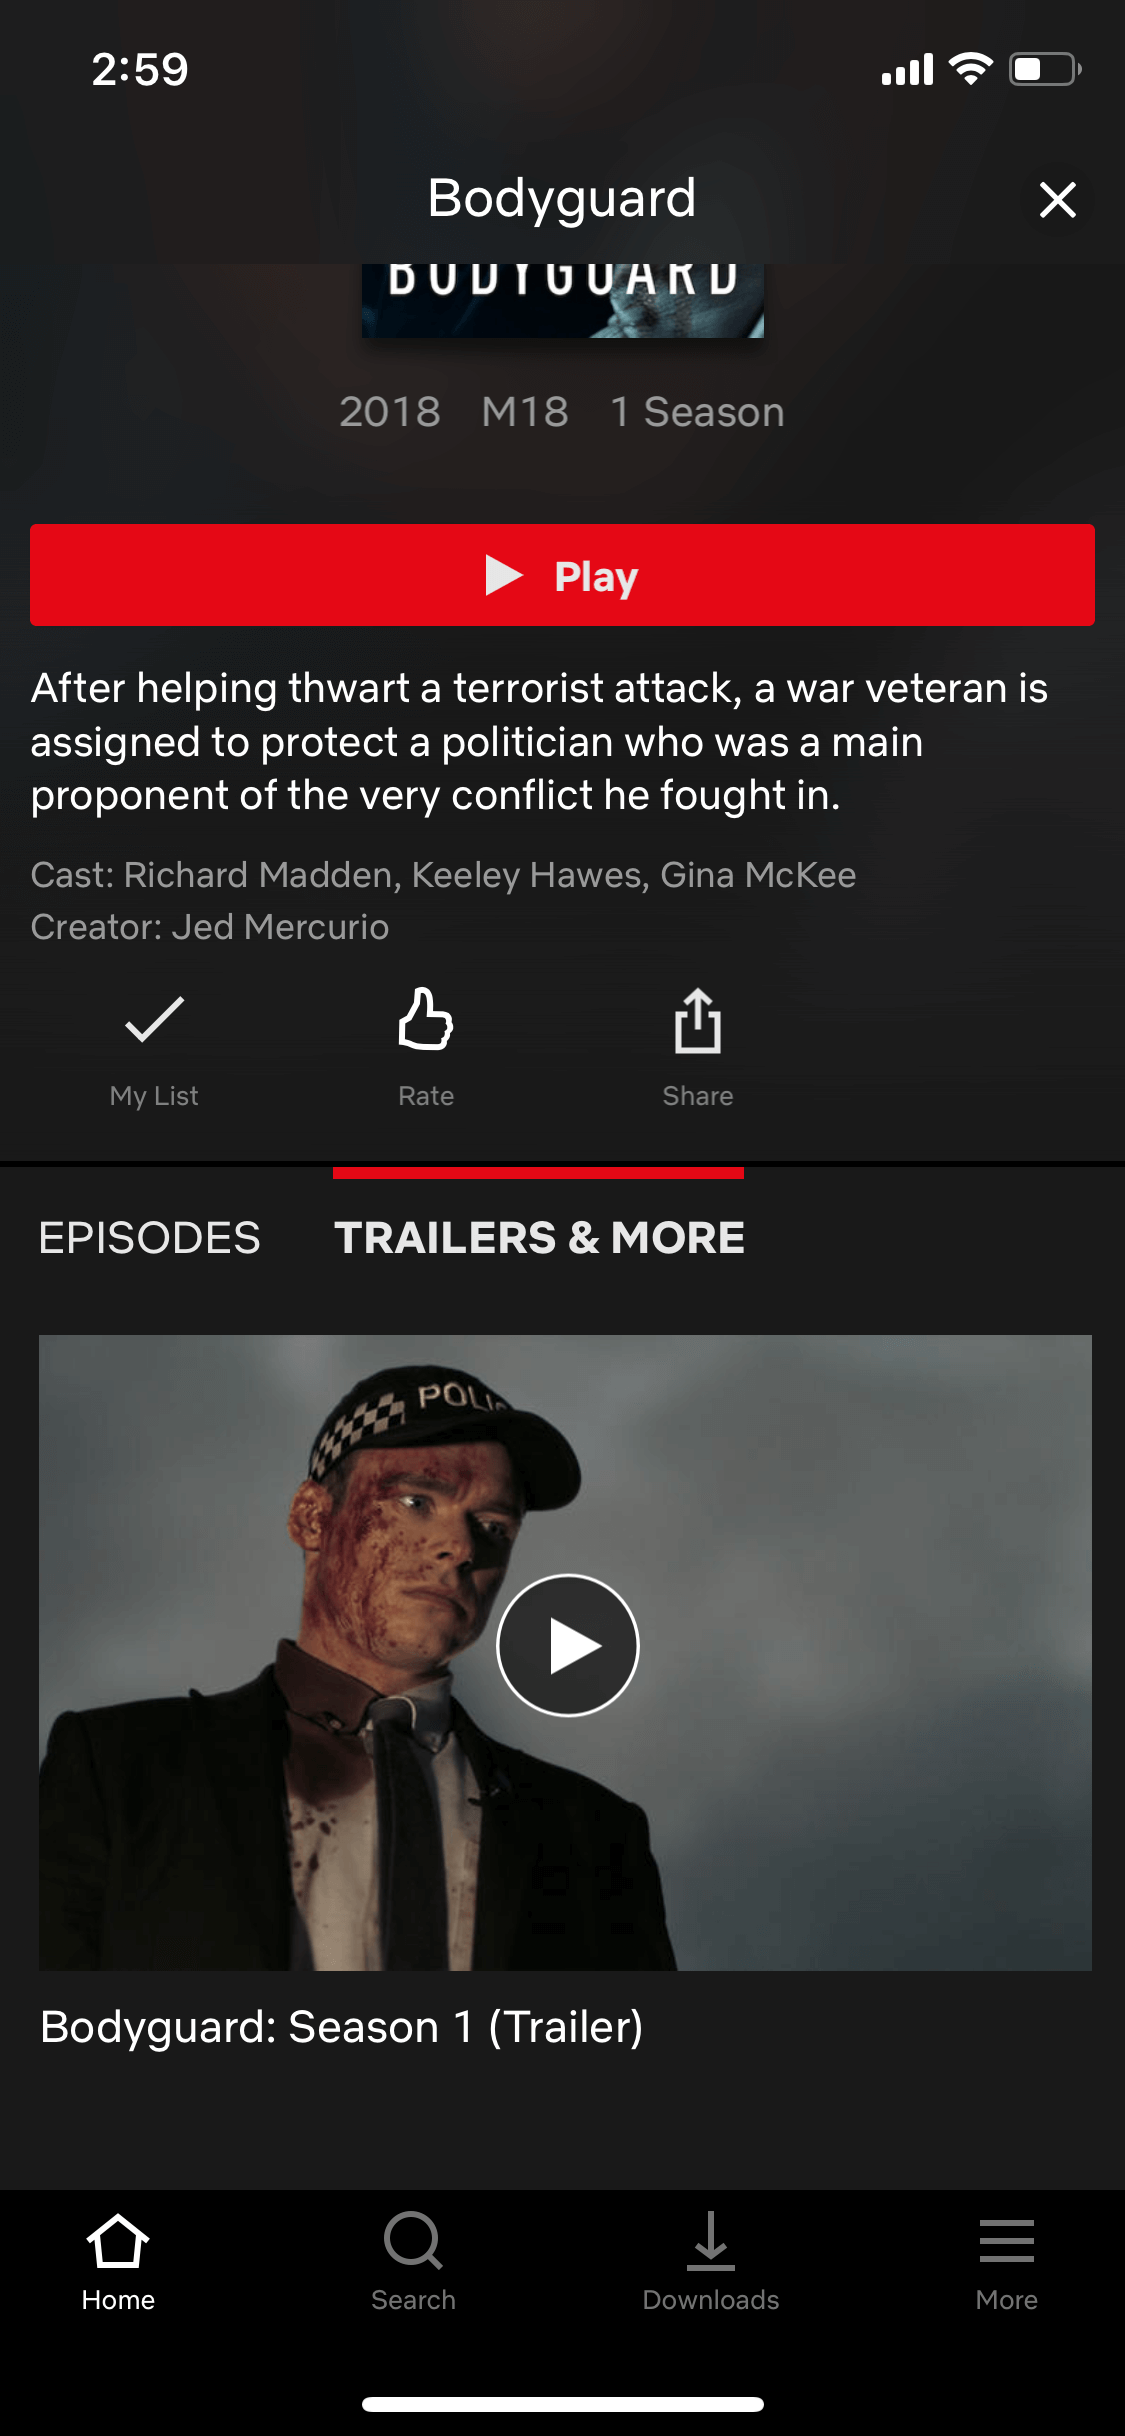 2:59
Bodyguard
BODYGUARD
2018 M18 1 Season
Play
After helping thwart a terrorist attack, a war veteran is
assigned to protect a politician who was a main
proponent of the very conflict he fought in.
Cast: Richard Madden, Keeley Hawes, Gina McKee
Creator: Jed Mercurio
My List Rate Share
EPISODES TRAILERS & MORE
POLIC
Bodyguard: Season 1 (Trailer)
Home Search Downloads More